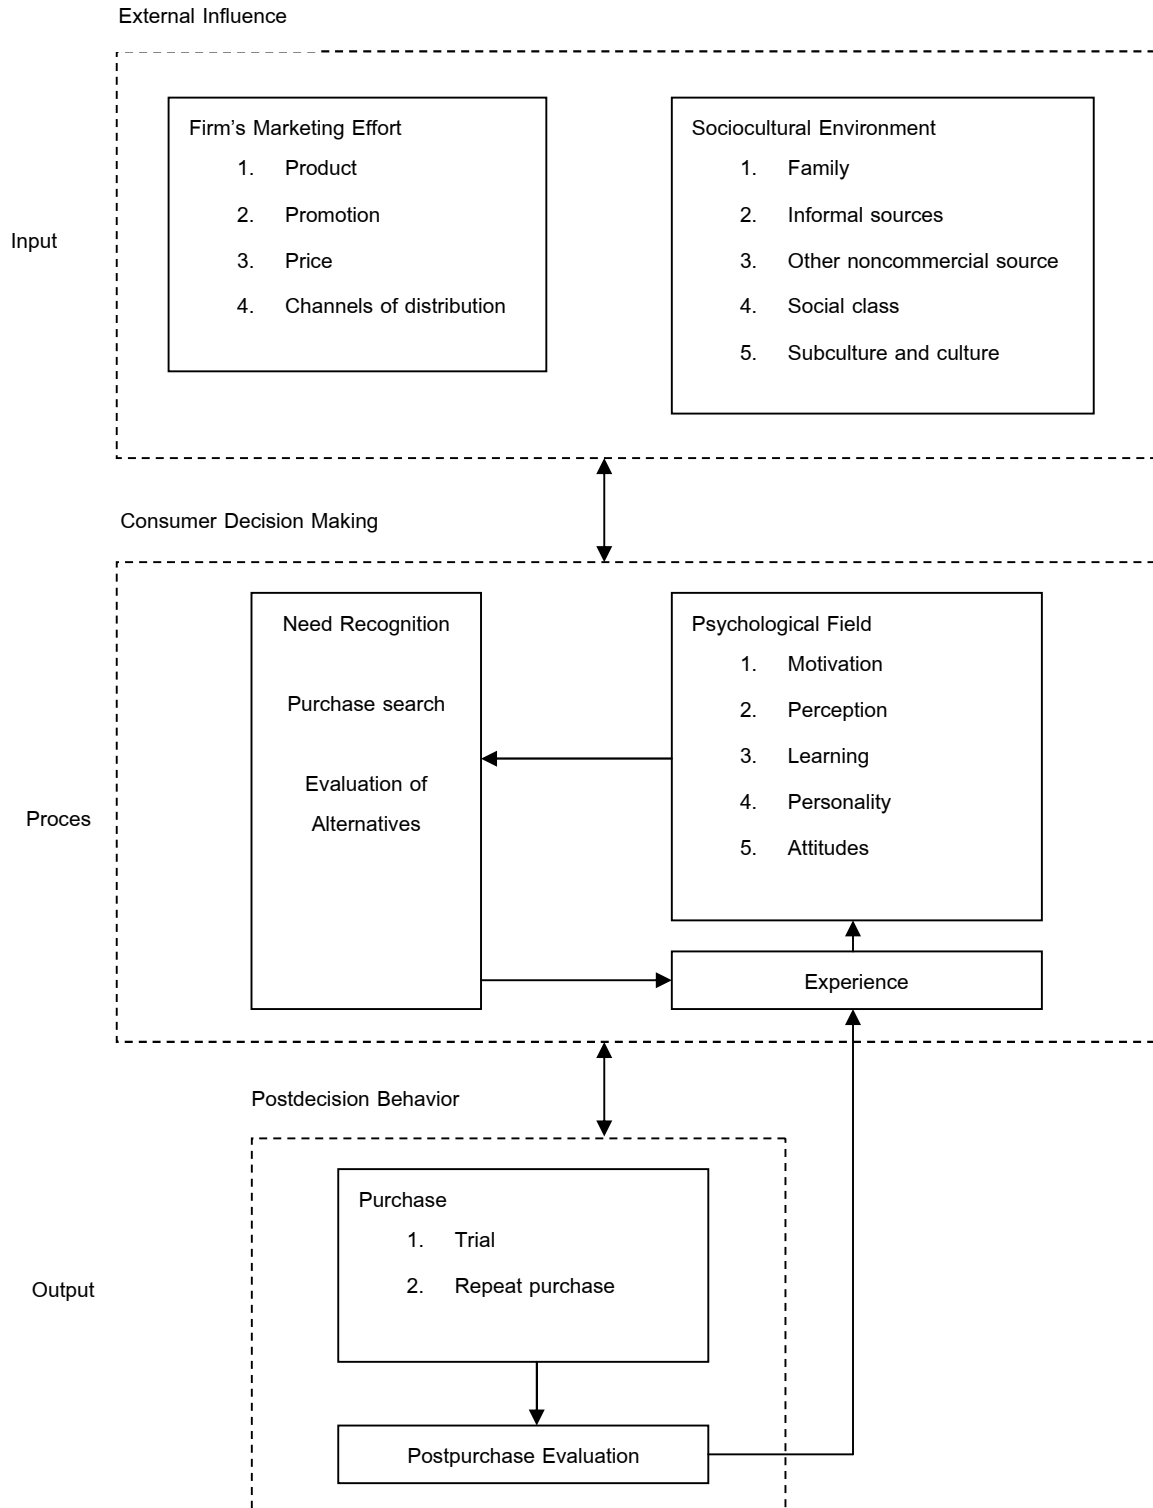 External Influence
Firm’s Marketing Effort
1. Product
2. Promotion
3. Price
4. Channels of distribution
Sociocultural Environment
1. Family
2. Informal sources
3. Other noncommercial source
4. Social class
5. Subculture and culture
Input
Consumer Decision Making
Need Recognition
Purchase search
Evaluation of
Alternatives
Psychological Field
1. Motivation
2. Perception
3. Learning
4. Personality
5. Attitudes
Proces
Experience
Postdecision Behavior
Purchase
1. Trial
2. Repeat purchase
Output
Postpurchase Evaluation